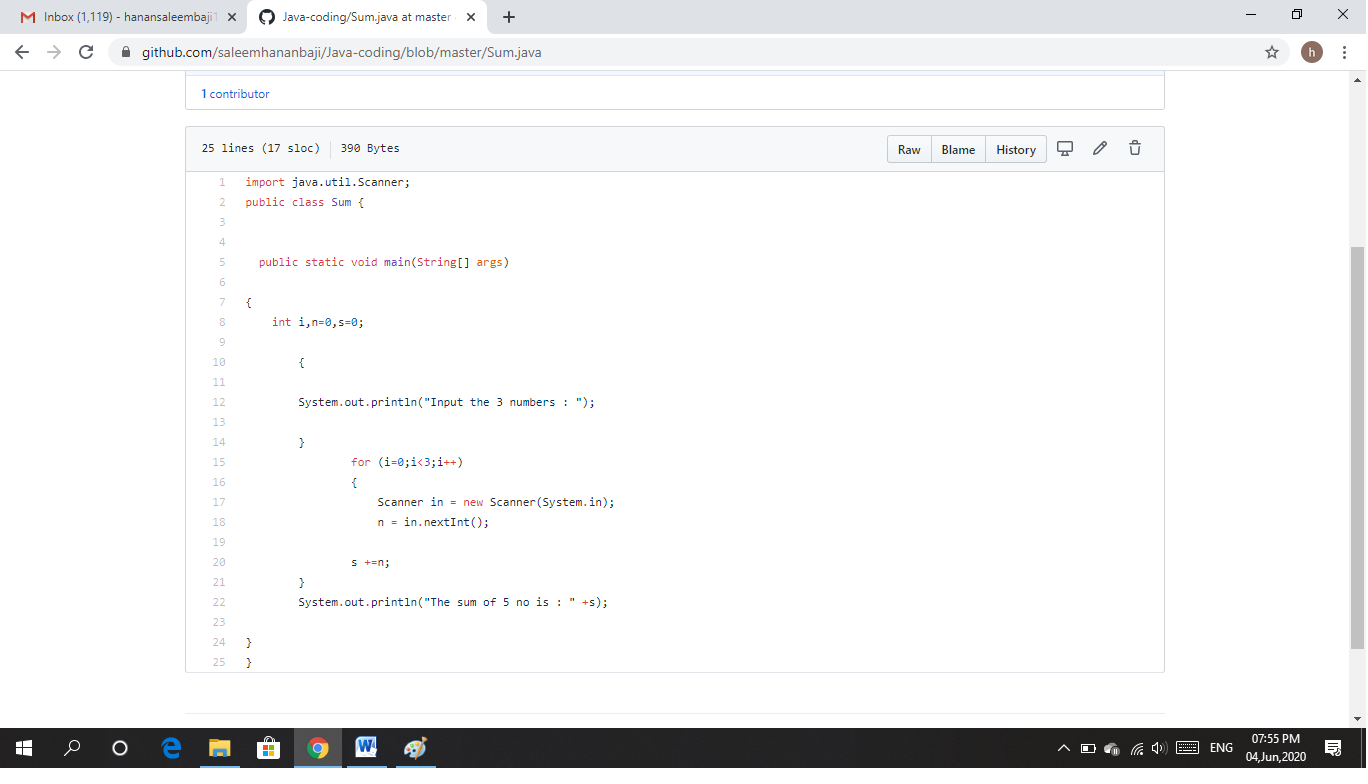 Inbox (1,119) - hanansaleembaji1
Java-coding/Sum.java at master
github.com/saleemhananbaji/Java-coding/blob/master/Sum.java
h
1 contributor
25 lines (17 sloc) 390 Bytes
Raw Blame History
1 import java.util.Scanner;
2 public class Sum {
3
4
5 public static void main(String[] args)
6
7 {
8 int i,n=0,s=0;
9
10 {
11
12 System.out.println("Input the 3 numbers : ");
13
14 }
15 for (i=0;i<3;i++)
16 {
17 Scanner in = new Scanner(System.in);
18 n = in.nextInt();
19
20 s +=n;
21 }
22 System.out.println("The sum of 5 no is : " +s);
23
24 }
25 }
ENG
07:55 PM
04,Jun,2020